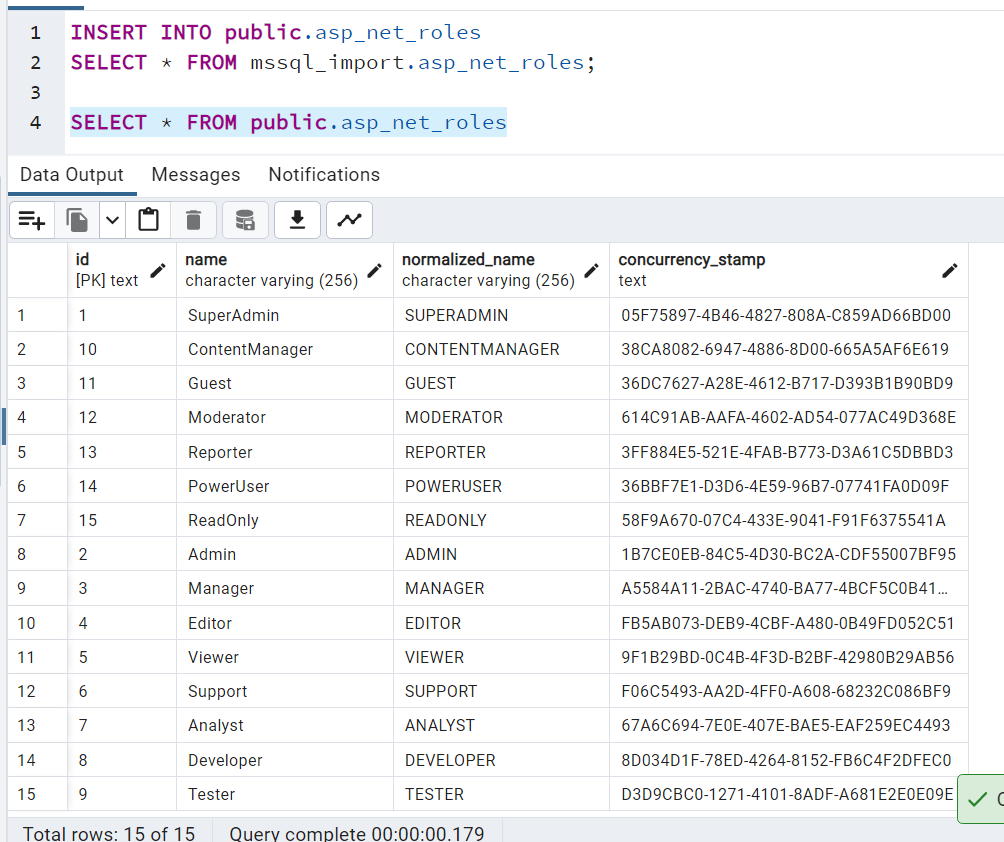 1 INSERT INTO public.asp_net_roles
2 SELECT * FROM mssql_import.asp_net_roles;
3
4 SELECT * FROM public.asp_net_roles
Data Output Messages Notifications
id name normalized_name concurrency_stamp
[PK] text character varying (256) character varying (256) text
1 1 SuperAdmin SUPERADMIN 05F75897-4B46-4827-808A-C859AD66BD00
2 10 ContentManager CONTENTMANAGER 38CA8082-6947-4886-8D00-665A5AF6E619
3 11 Guest GUEST 36DC7627-A28E-4612-B717-D393B1B90BD9
4 12 Moderator MODERATOR 614C91AB-AAFA-4602-AD54-077AC49D368E
5 13 Reporter REPORTER 3FF884E5-521E-4FAB-B773-D3A61C5DBBD3
6 14 PowerUser POWERUSER 36BBF7E1-D3D6-4E59-96B7-07741FA0D09F
7 15 ReadOnly READONLY 58F9A670-07C4-433E-9041-F91F6375541A
8 2 Admin ADMIN 1B7CE0EB-84C5-4D30-BC2A-CDF55007BF95
9 3 Manager MANAGER A5584A11-2BAC-4740-BA77-4BCF5C0B41...
10 4 Editor EDITOR FB5AB073-DEB9-4CBF-A480-0B49FD052C51
11 5 Viewer VIEWER 9F1B29BD-0C4B-4F3D-B2BF-42980B29AB56
12 6 Support SUPPORT F06C5493-AA2D-4FF0-A608-68232C086BF9
13 7 Analyst ANALYST 67A6C694-7E0E-407E-BAE5-EAF259EC4493
14 8 Developer DEVELOPER 8D034D1F-78ED-4264-8152-FB6C4F2DFEC0
15 9 Tester TESTER D3D9CBC0-1271-4101-8ADF-A681E2E0E09E
Total rows: 15 of 15 Query complete 00:00:00.179